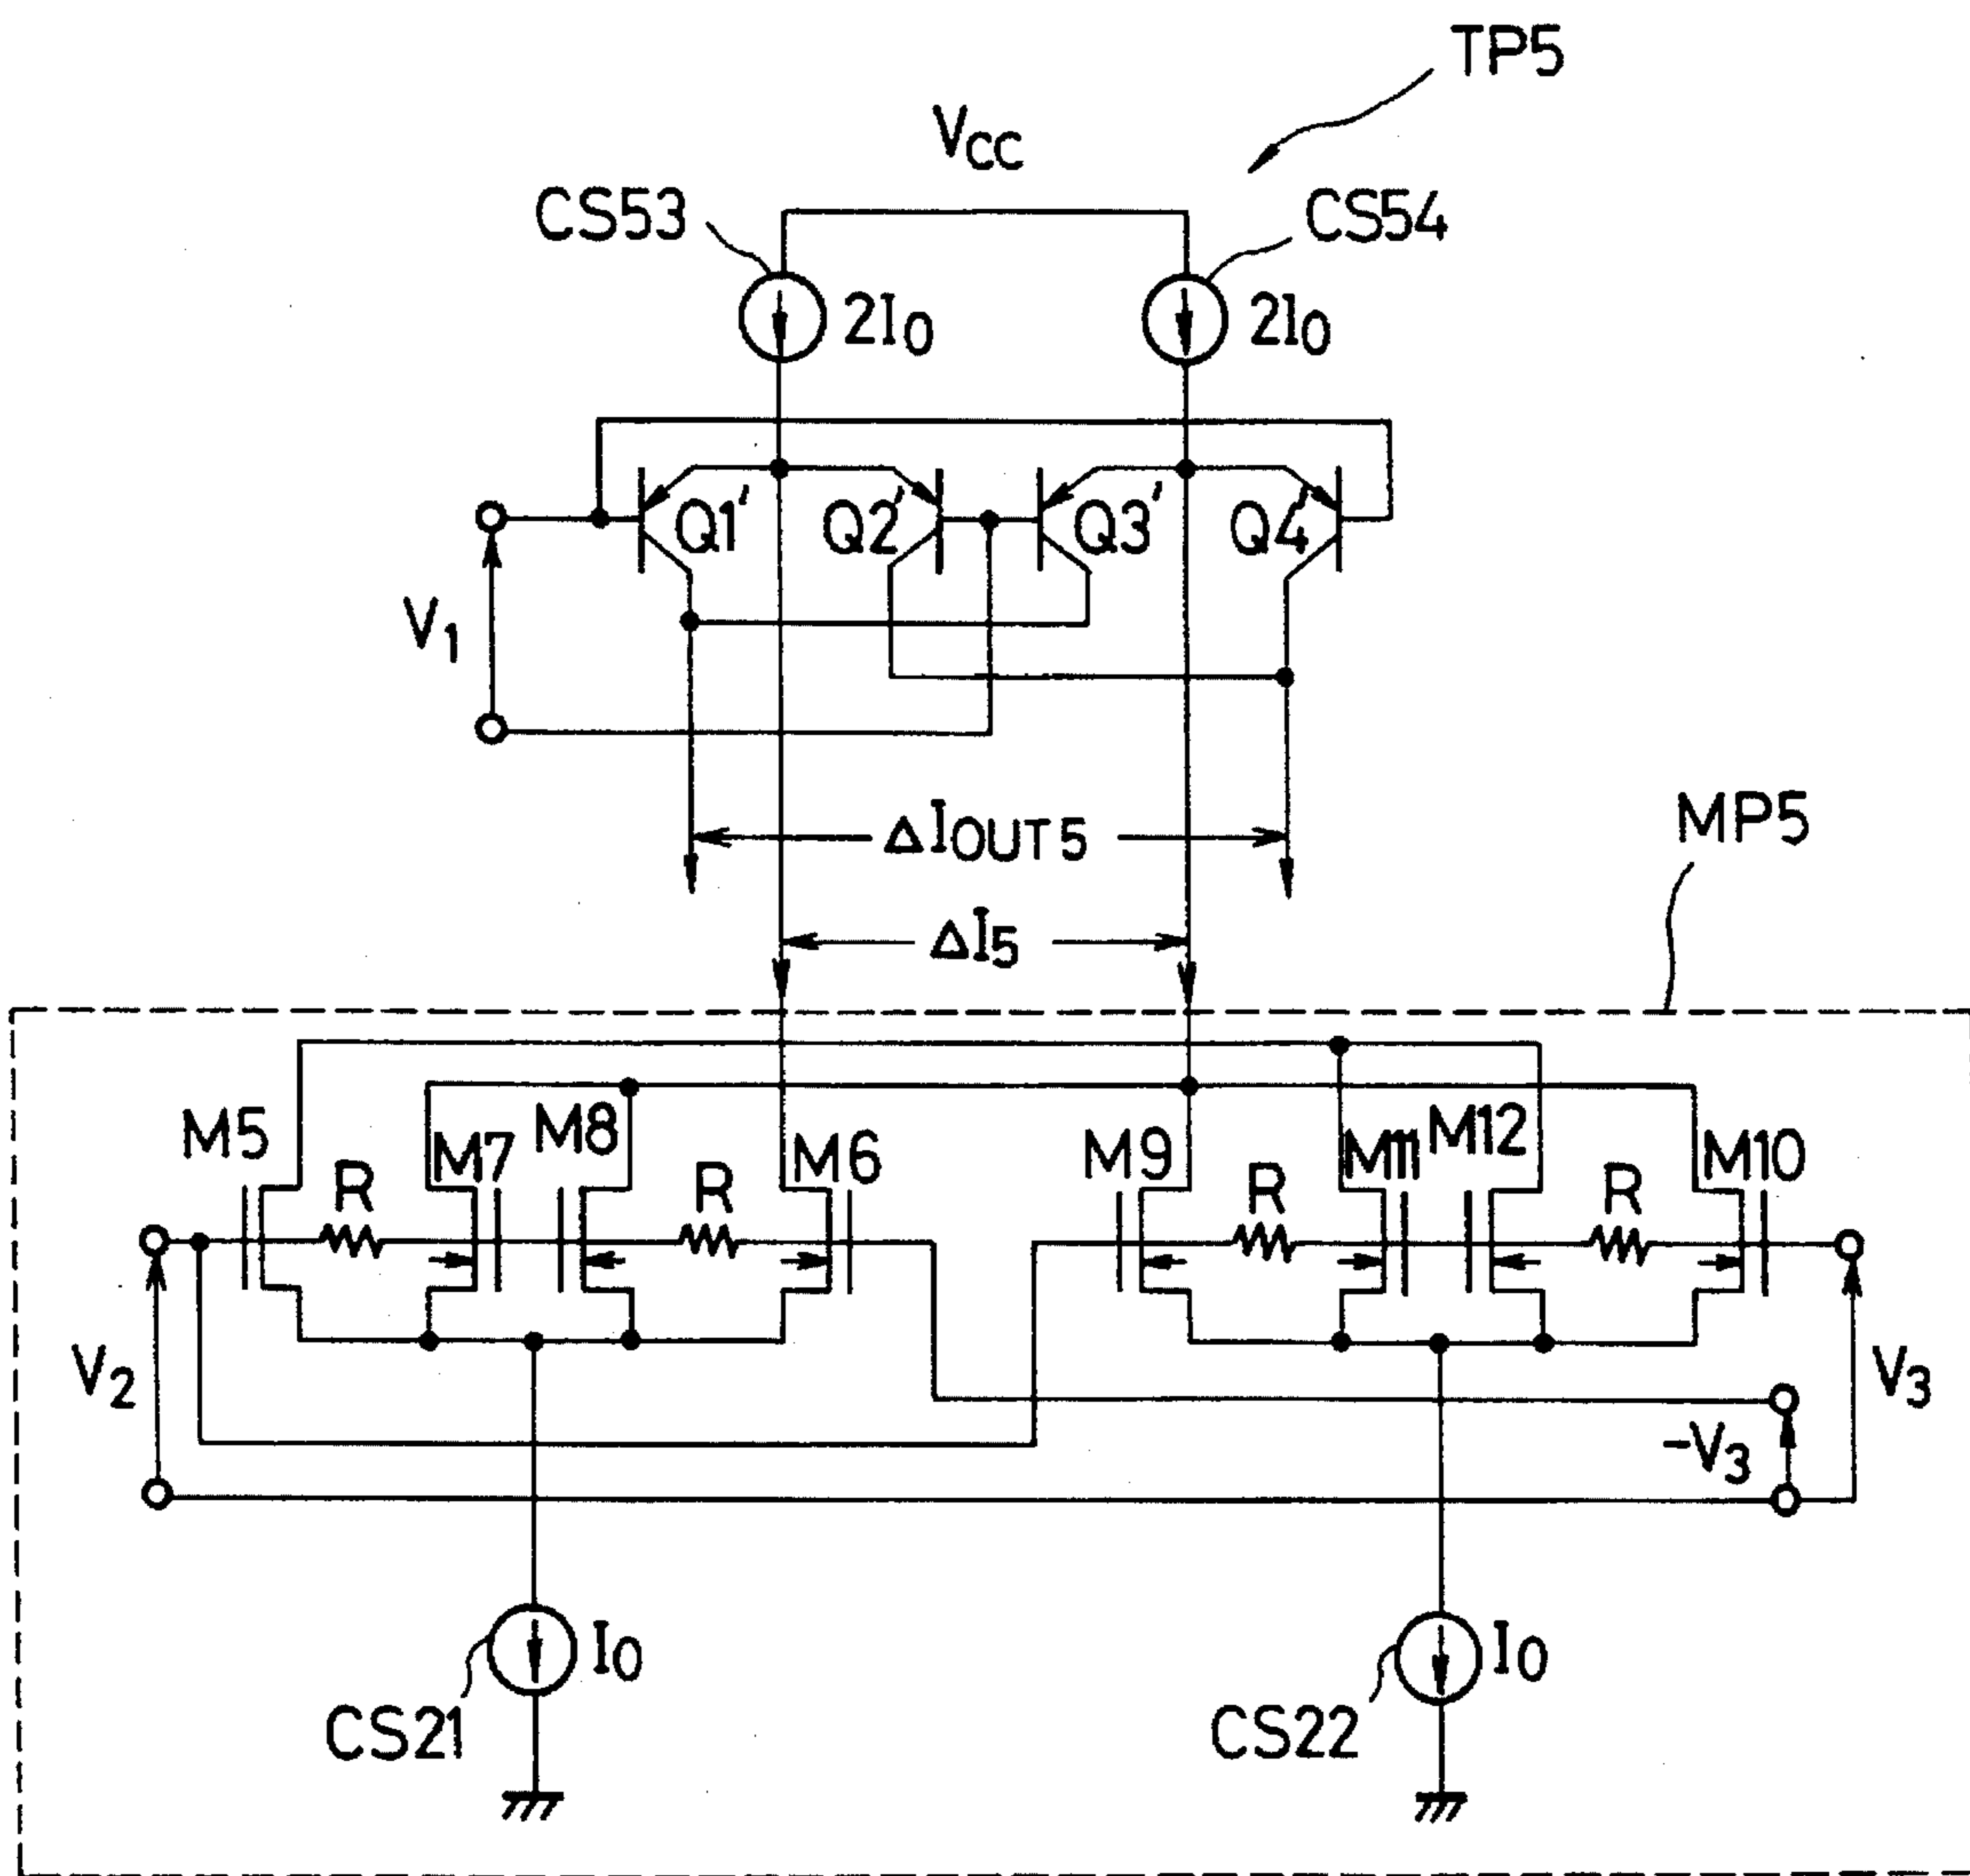 TP5
VCC
CS53
CS54
2I0
2I0
Q1'
Q2'
Q3'
Q4'
V1
ΔIOUT5
MP5
ΔI5
M5
M7
M8
M6
M9
M11
M12
M10
R
R
R
R
V2
V3
-V3
I0
I0
CS21
CS22